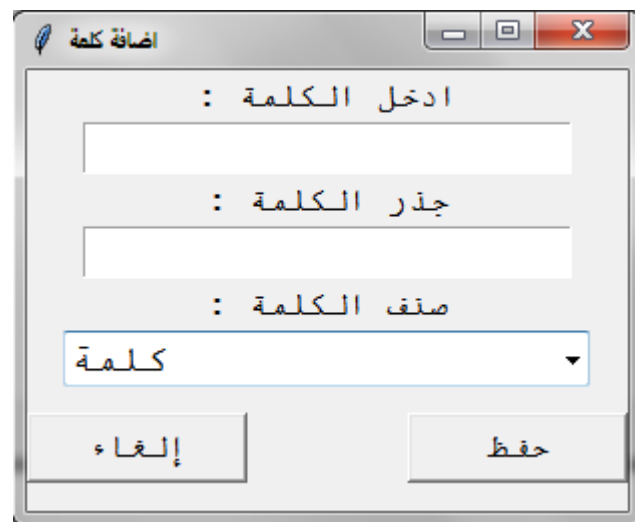 اضافة كلمة
ادخل الكلمة :
جذر الكلمة :
صنف الكلمة :
كلمة
حفظ
إلغاء